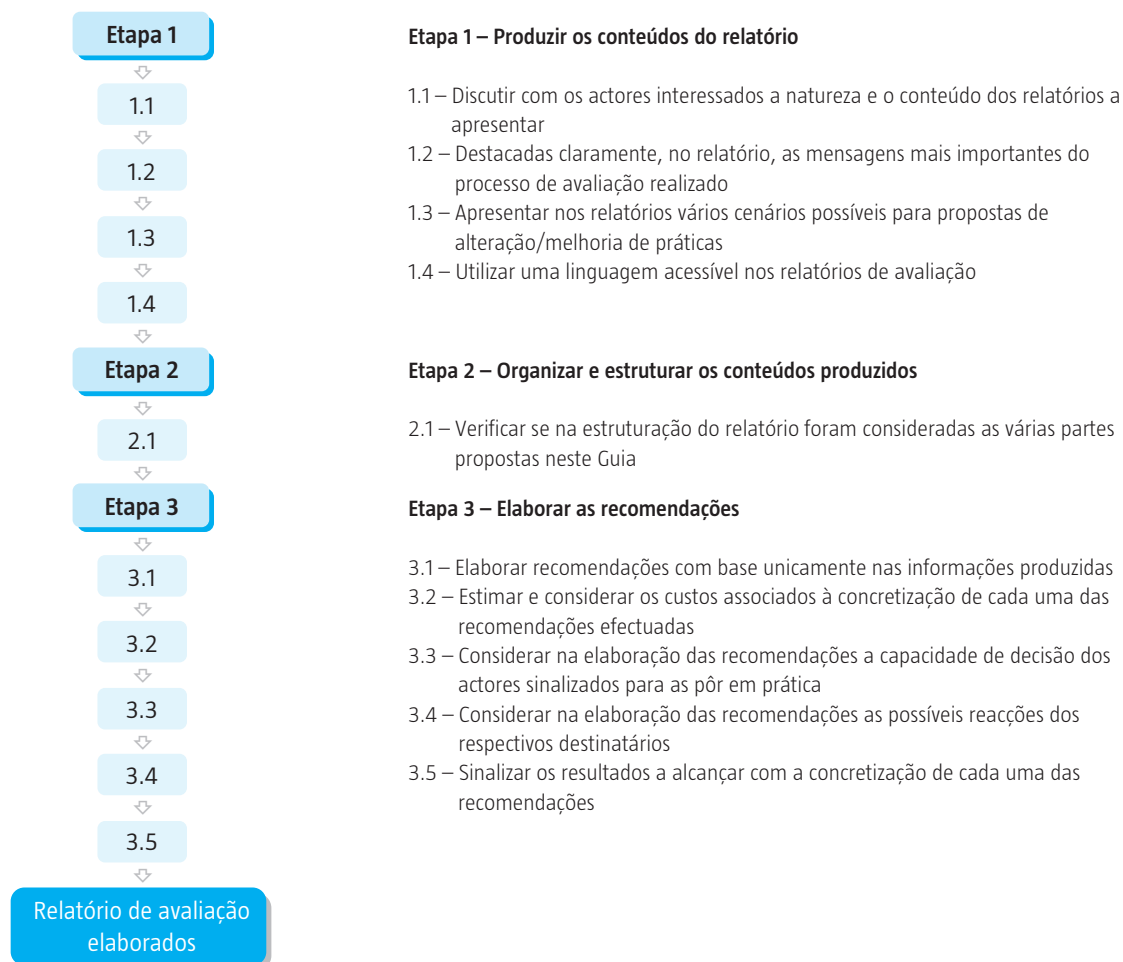 Etapa 1
1.1
1.2
1.3
1.4
Etapa 2
2.1
Etapa 3
3.1
3.2
3.3
3.4
3.5
Relatório de avaliação
elaborados
Etapa 1 – Produzir os conteúdos do relatório
1.1 – Discutir com os actores interessados a natureza e o conteúdo dos relatórios a
apresentar
1.2 – Destacadas claramente, no relatório, as mensagens mais importantes do
processo de avaliação realizado
1.3 – Apresentar nos relatórios vários cenários possíveis para propostas de
alteração/melhoria de práticas
1.4 – Utilizar uma linguagem acessível nos relatórios de avaliação
Etapa 2 – Organizar e estruturar os conteúdos produzidos
2.1 – Verificar se na estruturação do relatório foram consideradas as várias partes
propostas neste Guia
Etapa 3 – Elaborar as recomendações
3.1 – Elaborar recomendações com base unicamente nas informações produzidas
3.2 – Estimar e considerar os custos associados à concretização de cada uma das
recomendações efectuadas
3.3 – Considerar na elaboração das recomendações a capacidade de decisão dos
actores sinalizados para as pôr em prática
3.4 – Considerar na elaboração das recomendações as possíveis reacções dos
respectivos destinatários
3.5 – Sinalizar os resultados a alcançar com a concretização de cada uma das
recomendações